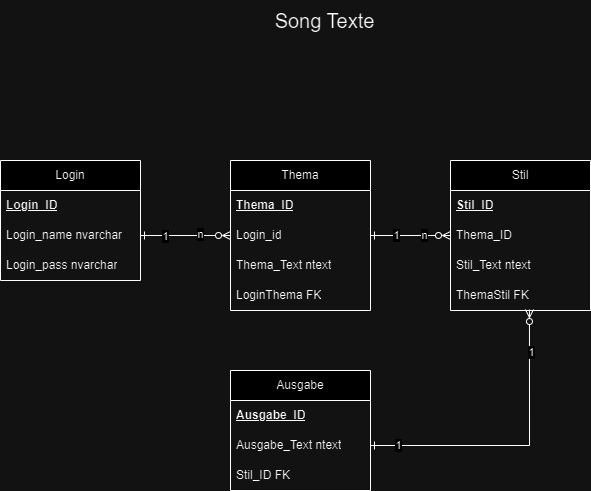 Song Texte
Login
Login_ID
Login_name nvarchar
Login_pass nvarchar
1
n
Thema
Thema_ID
Login_id
Thema_Text ntext
LoginThema FK
1
n
Stil
Stil_ID
Thema_ID
Stil_Text ntext
ThemaStil FK
1
Ausgabe
Ausgabe_ID
Ausgabe_Text ntext
Stil_ID FK
1